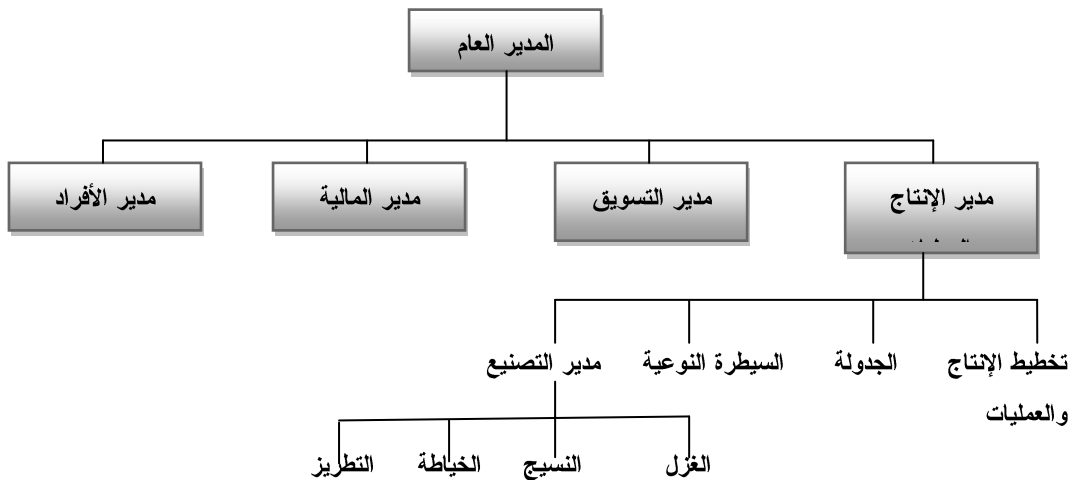 المدير العام
مدير الإنتاج
مدير التسويق
مدير المالية
مدير الأفراد
تخطيط الإنتاج
والعمليات
الجدولة
السيطرة النوعية
مدير التصنيع
الغزل
النسيج
الخياطة
التطريز